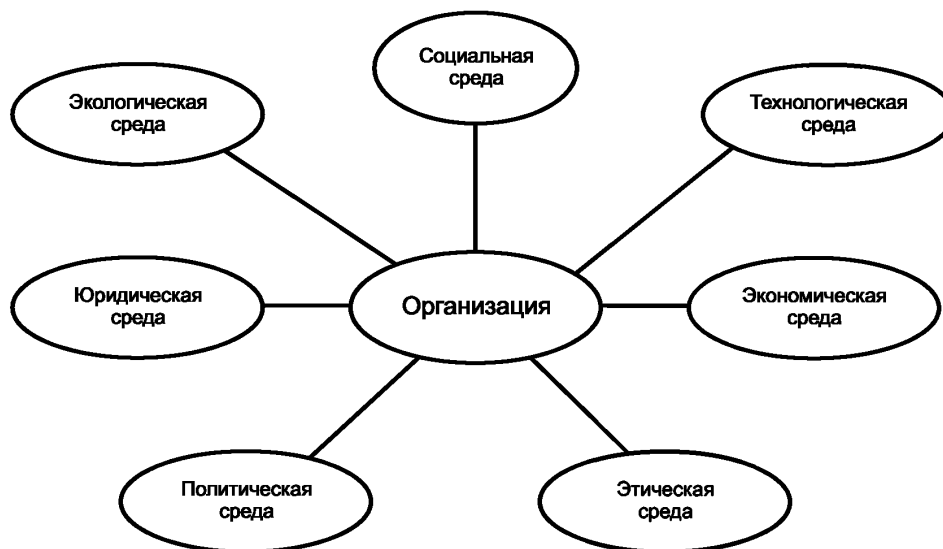 Социальная
среда
Экологическая
среда
Технологическая
среда
Юридическая
среда
Организация
Экономическая
среда
Политическая
среда
Этическая
среда